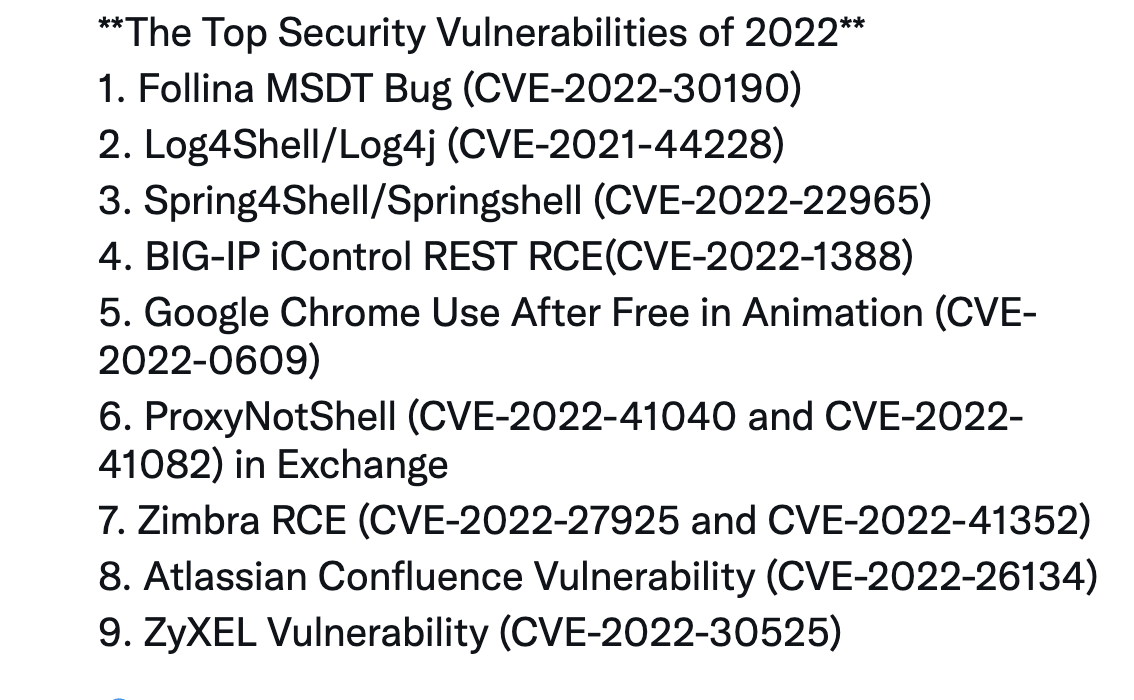 **The Top Security Vulnerabilities of 2022**
1. Follina MSDT Bug (CVE-2022-30190)
2. Log4Shell/Log4j (CVE-2021-44228)
3. Spring4Shell/Springshell (CVE-2022-22965)
4. BIG-IP iControl REST RCE(CVE-2022-1388)
5. Google Chrome Use After Free in Animation (CVE-
2022-0609)
6. ProxyNotShell (CVE-2022-41040 and CVE-2022-
41082) in Exchange
7. Zimbra RCE (CVE-2022-27925 and CVE-2022-41352)
8. Atlassian Confluence Vulnerability (CVE-2022-26134)
9. ZyXEL Vulnerability (CVE-2022-30525)